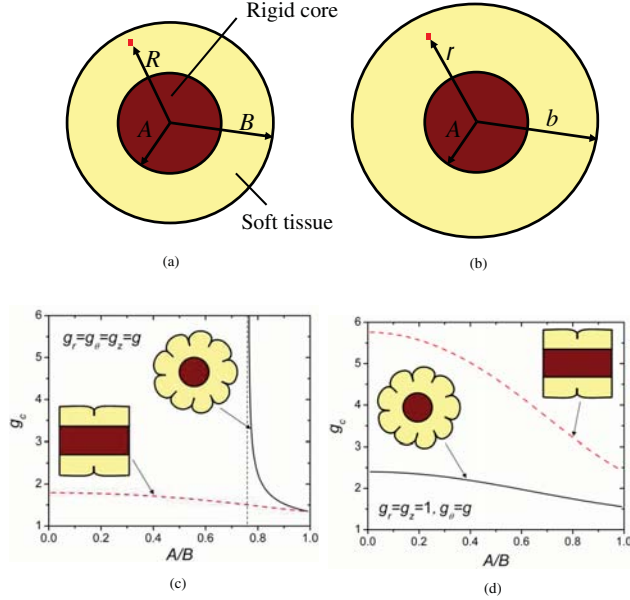 Rigid core
R
A
B
Soft tissue
(a)
r
A
b
(b)
6
5
4
3
2
1
g_c
g_r=g_θ=g_z=g
0.0 0.2 0.4 0.6 0.8 1.0
A/B
(c)
6
5
4
3
2
1
g_c
g_r=g_z=1, g_θ=g
0.0 0.2 0.4 0.6 0.8 1.0
A/B
(d)